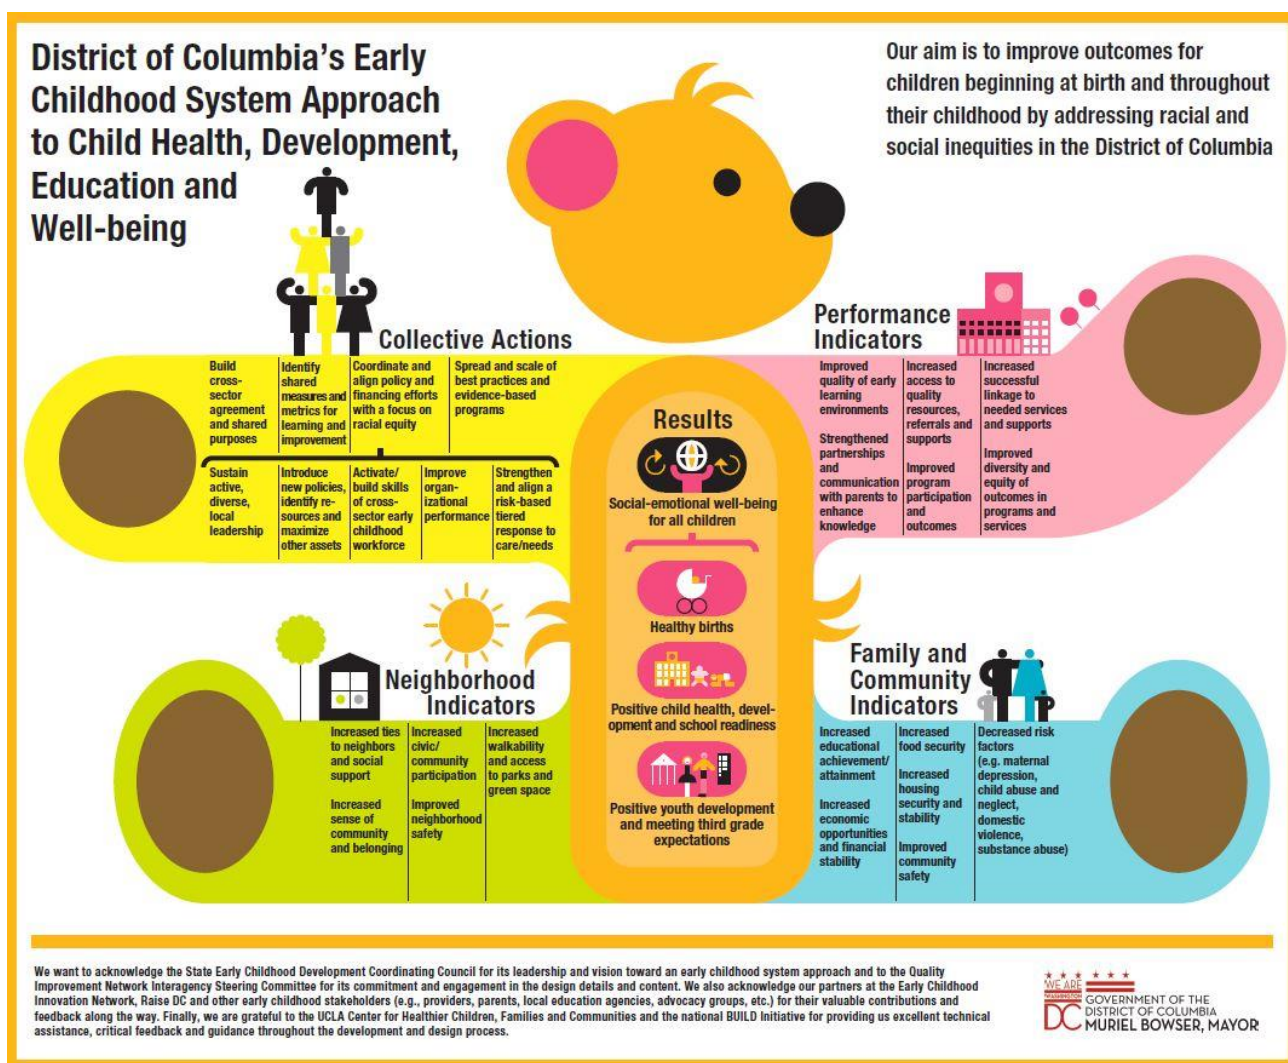 District of Columbia's Early
Childhood System Approach
to Child Health, Development,
Education and
Well-being
Our aim is to improve outcomes for
children beginning at birth and throughout
their childhood by addressing racial and
social inequities in the District of Columbia
Collective Actions
Build
cross-
sector
agreement
and shared
purposes
Identify
shared
measures and
metrics for
learning and
improvement
Coordinate and
align policy and
financing efforts
with a focus on
racial equity
Spread and scale of
best practices and
evidence-based
programs
Sustain
active,
diverse,
local
leadership
Introduce
new policies,
identify re-
sources and
maximize
other assets
Activate/
build skills
of cross-
sector early
childhood
workforce
Improve
organ-
izational
performance
Strengthen
and align a
risk-based
tiered
response to
care/needs
Performance
Indicators
Improved
quality of early
learning
environments
Strengthened
partnerships
and
communication
with parents to
enhance
knowledge
Increased
access to
quality
resources,
referrals and
supports
Improved
program
participation
and
outcomes
Increased
successful
linkage to
needed services
and supports
Improved
diversity and
equity of
outcomes in
programs and
services
Results
Social-emotional well-being
for all children
Healthy births
Positive child health, devel-
opment and school readiness
Positive youth development
and meeting third grade
expectations
Neighborhood
Indicators
Increased ties
to neighbors
and social
support
Increased
sense of
community
and belonging
Increased
civic/
community
participation
Improved
neighborhood
safety
Increased
walkability
and access
to parks and
green space
Family and
Community
Indicators
Increased
educational
achievement/
attainment
Increased
economic
opportunities
and financial
stability
Increased
food security
Increased
housing
security and
stability
Improved
community
safety
Decreased risk
factors
(e.g. maternal
depression,
child abuse and
neglect,
domestic
violence,
substance abuse)
We want to acknowledge the State Early Childhood Development Coordinating Council for its leadership and vision toward an early childhood system approach and to the Quality
Improvement Network Interagency Steering Committee for its commitment and engagement in the design details and content. We also acknowledge our partners at the Early Childhood
Innovation Network, Raise DC and other early childhood stakeholders (e.g., providers, parents, local education agencies, advocacy groups, etc.) for their valuable contributions and
feedback along the way. Finally, we are grateful to the UCLA Center for Healthier Children, Families and Communities and the national BUILD Initiative for providing us excellent technical
assistance, critical feedback and guidance throughout the development and design process.
WE ARE
WASHINGTON
DC
GOVERNMENT OF THE
DISTRICT OF COLUMBIA
MURIEL BOWSER, MAYOR